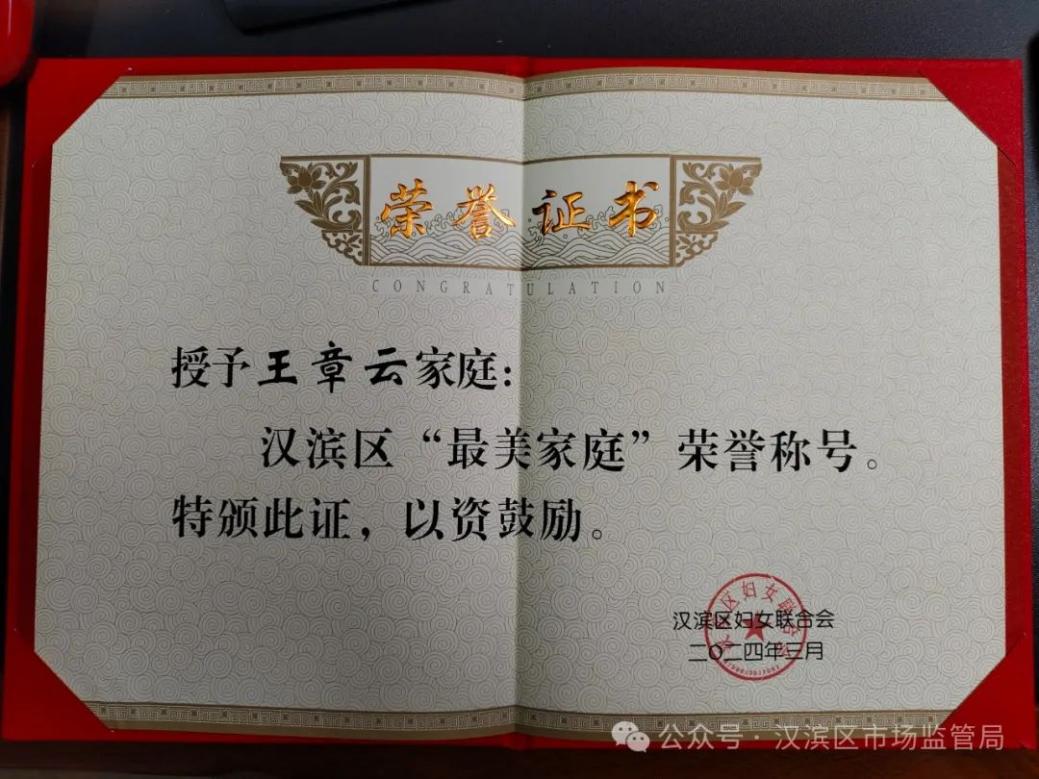 荣誉证书
CONGRATULATION
授予王章云家庭：
汉滨区“最美家庭”荣誉称号。
特颁此证，以资鼓励。
汉滨区妇女联合会
二〇二四年三月
公众号·汉滨区市场监管局